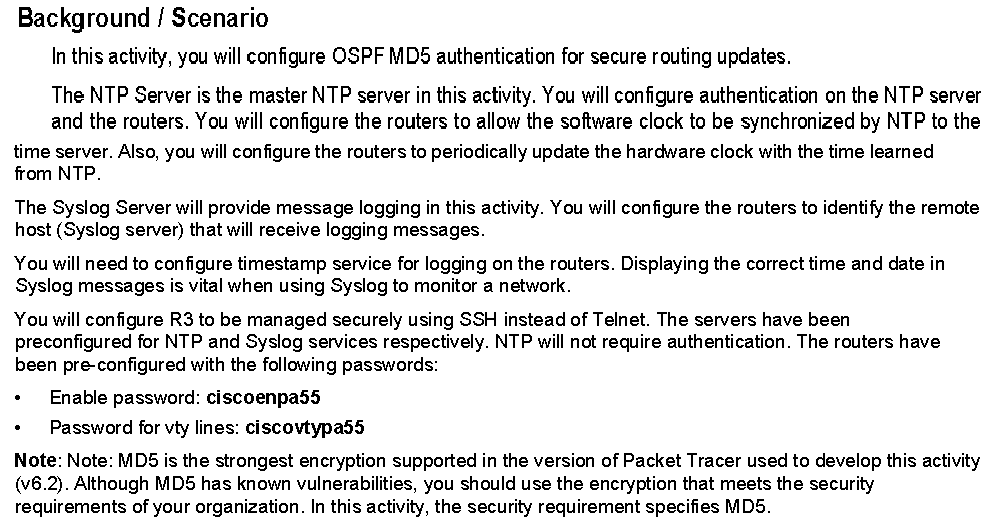 Background / Scenario
In this activity, you will configure OSPF MD5 authentication for secure routing updates.
The NTP Server is the master NTP server in this activity. You will configure authentication on the NTP server
and the routers. You will configure the routers to allow the software clock to be synchronized by NTP to the
time server. Also, you will configure the routers to periodically update the hardware clock with the time learned
from NTP.
The Syslog Server will provide message logging in this activity. You will configure the routers to identify the remote
host (Syslog server) that will receive logging messages.
You will need to configure timestamp service for logging on the routers. Displaying the correct time and date in
Syslog messages is vital when using Syslog to monitor a network.
You will configure R3 to be managed securely using SSH instead of Telnet. The servers have been
preconfigured for NTP and Syslog services respectively. NTP will not require authentication. The routers have
been pre-configured with the following passwords:
• Enable password: ciscoenpa55
• Password for vty lines: ciscovtypa55
Note: Note: MD5 is the strongest encryption supported in the version of Packet Tracer used to develop this activity
(v6.2). Although MD5 has known vulnerabilities, you should use the encryption that meets the security
requirements of your organization. In this activity, the security requirement specifies MD5.